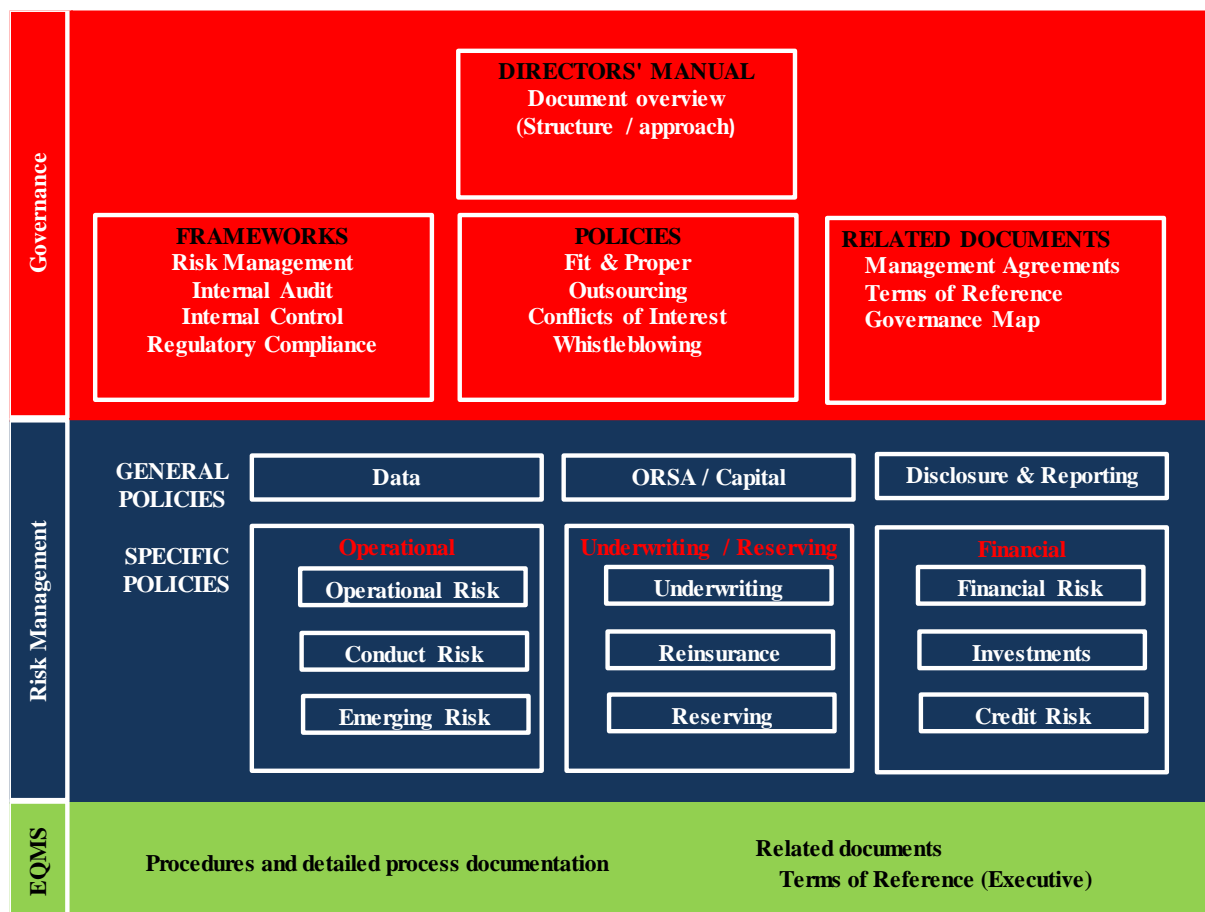 Governance
DIRECTORS' MANUAL
Document overview
(Structure / approach)
FRAMEWORKS
Risk Management
Internal Audit
Internal Control
Regulatory Compliance
POLICIES
Fit & Proper
Outsourcing
Conflicts of Interest
Whistleblowing
RELATED DOCUMENTS
Management Agreements
Terms of Reference
Governance Map
Risk Management
GENERAL
POLICIES
Data
ORSA / Capital
Disclosure & Reporting
SPECIFIC
POLICIES
Operational
Operational Risk
Conduct Risk
Emerging Risk
Underwriting / Reserving
Underwriting
Reinsurance
Reserving
Financial
Financial Risk
Investments
Credit Risk
EQMS
Procedures and detailed process documentation
Related documents
Terms of Reference (Executive)